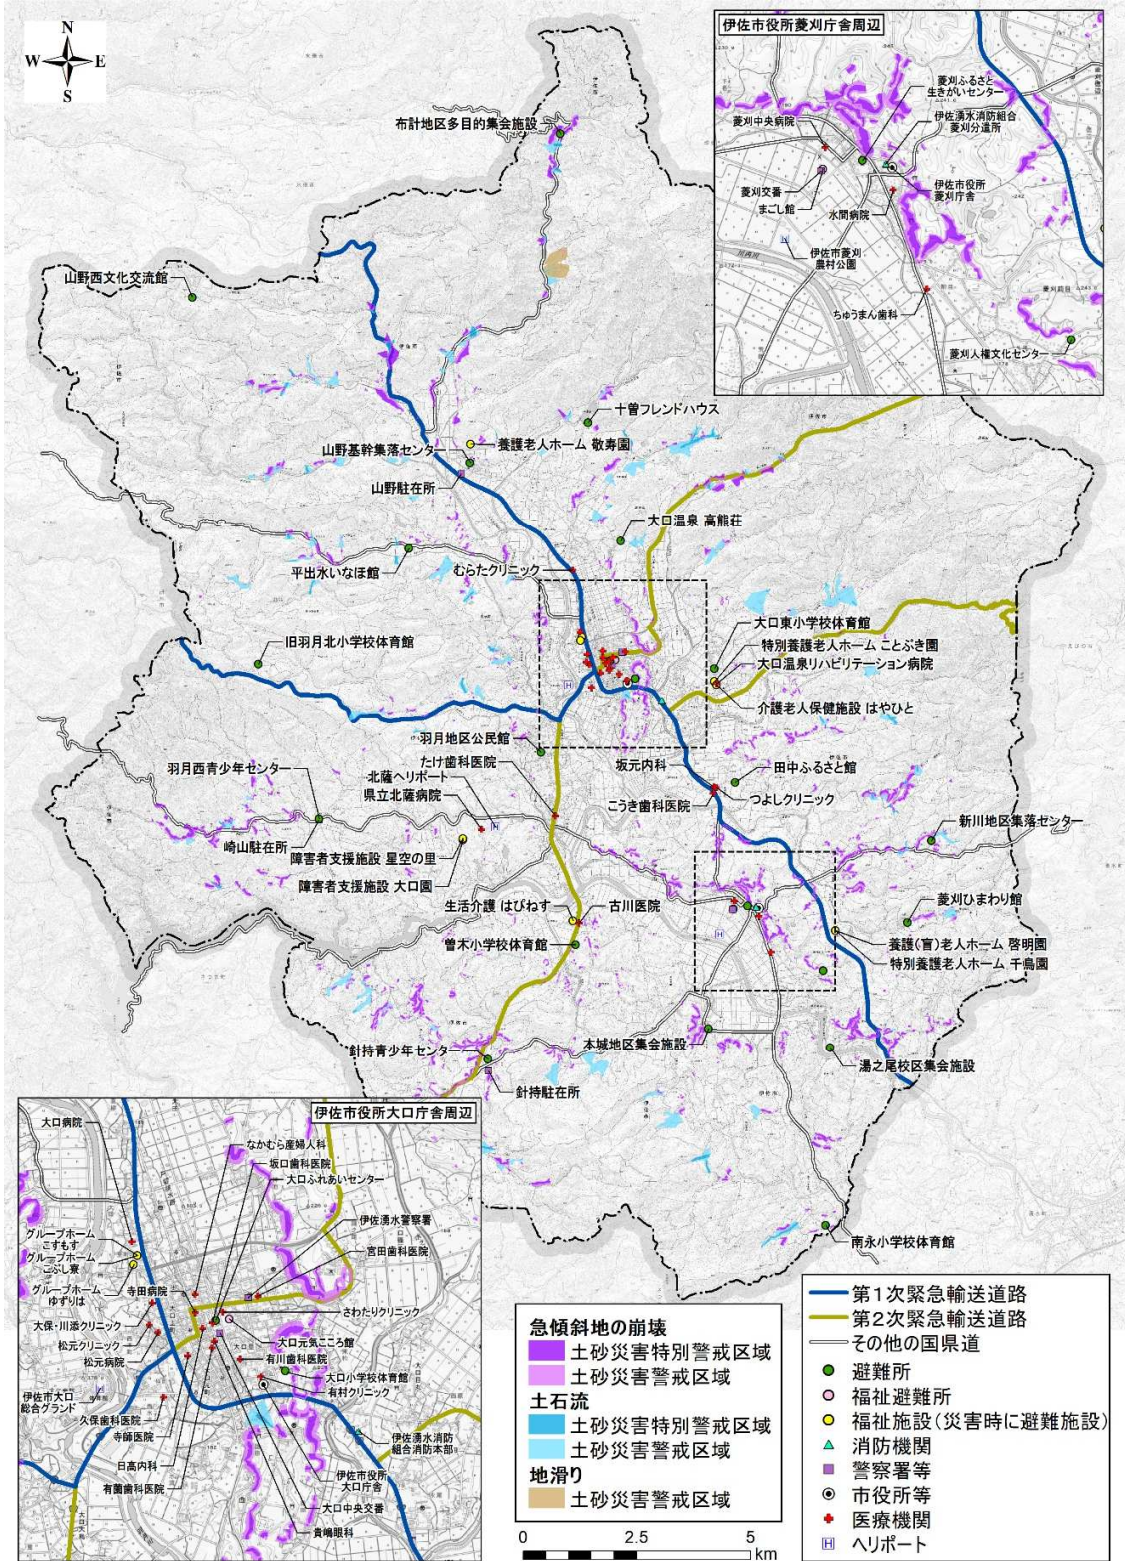 N
W
E
S
伊佐市役所菱刈庁舎周辺
菱刈ふるさと
生きがいセンター
菱刈中央病院
伊佐湧水消防組合
菱刈分遣所
菱刈交番
まごし館
伊佐市役所
菱刈庁舎
水間病院
伊佐市菱刈
農村公園
ちゅうまん歯科
菱刈人権文化センター
布計地区多目的集会施設
山野西文化交流館
十曽フレンドハウス
養護老人ホーム 敬寿園
山野基幹集落センター
山野駐在所
大口温泉 高熊荘
平出水いなほ館
むらたクリニック
旧羽月北小学校体育館
大口東小学校体育館
特別養護老人ホーム ことぶき園
大口温泉リハビリテーション病院
介護老人保健施設 はやひと
羽月地区公民館
たけ歯科医院
坂元内科
田中ふるさと館
羽月西青少年センター
北薩ヘリポート
県立北薩病院
こうき歯科医院
つよしクリニック
新川地区集落センター
崎山駐在所
障害者支援施設 星空の里
障害者支援施設 大口園
生活介護 はぴねす
古川医院
菱刈ひまわり館
曽木小学校体育館
養護(盲)老人ホーム 啓明園
特別養護老人ホーム 千鳥園
針持青少年センター
本城地区集会施設
湯之尾校区集会施設
針持駐在所
南永小学校体育館
伊佐市役所大口庁舎周辺
大口病院
なかむら産婦人科
坂口歯科医院
大口ふれあいセンター
伊佐湧水警察署
宮田歯科医院
グループホーム
こすもす
グループホーム
こぶし寮
グループホーム
ゆずりは
寺田病院
さわたりクリニック
大保・川添クリニック
松元クリニック
大口元気こころ館
松元病院
有川歯科医院
大口小学校体育館
有村クリニック
伊佐市大口
総合グランド
久保歯科医院
寺師医院
伊佐湧水消防
組合消防本部
日高内科
伊佐市役所
大口庁舎
有薗歯科医院
大口中央交番
貴嶋眼科
急傾斜地の崩壊
土砂災害特別警戒区域
土砂災害警戒区域
土石流
土砂災害特別警戒区域
土砂災害警戒区域
地滑り
土砂災害警戒区域
0 2.5 5
km
第1次緊急輸送道路
第2次緊急輸送道路
その他の国県道
避難所
福祉避難所
福祉施設(災害時に避難施設)
消防機関
警察署等
市役所等
医療機関
H ヘリポート